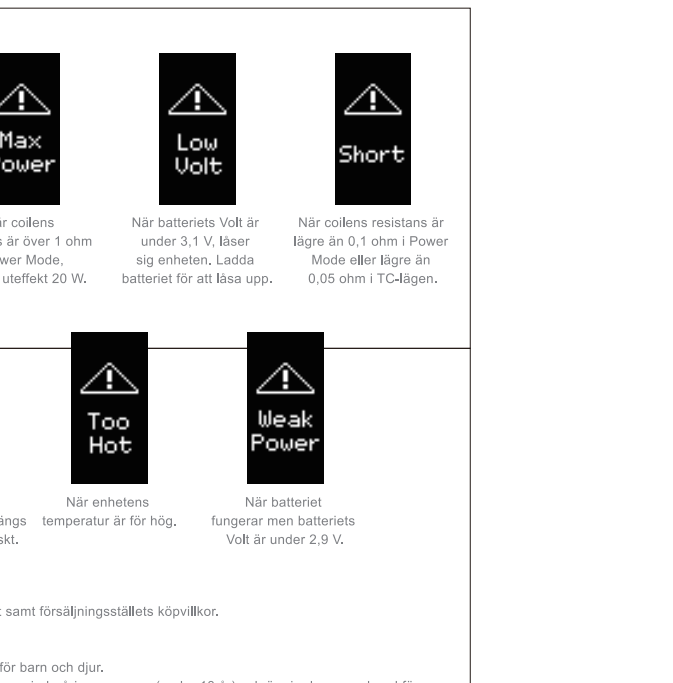 Max
Power
Low
Volt
Short
är coilens
s är över 1 ohm
wer Mode,
uteffekt 20 W.
När batteriets Volt är
under 3,1 V, låser
sig enheten. Ladda
batteriet för att låsa upp.
När coilens resistans är
lägre än 0,1 ohm i Power
Mode eller lägre än
0,05 ohm i TC-lägen.
Too
Hot
Weak
Power
ängs
skt.
När enhetens
temperatur är för hög.
När batteriet
fungerar men batteriets
Volt är under 2,9 V.
samt försäljningsställets köpvillkor.
för barn och djur.